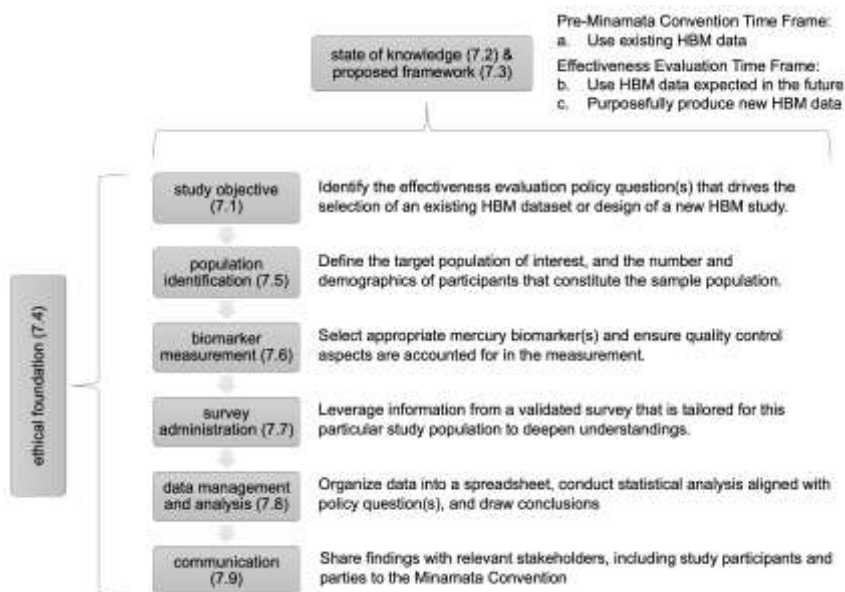 Pre-Minamata Convention Time Frame:
a. Use existing HBM data
Effectiveness Evaluation Time Frame:
b. Use HBM data expected in the future
c. Purposefully produce new HBM data
state of knowledge (7.2) &
proposed framework (7.3)
ethical foundation (7.4)
study objective
(7.1)
Identify the effectiveness evaluation policy question(s) that drives the
selection of an existing HBM dataset or design of a new HBM study.
population
identification (7.5)
Define the target population of interest, and the number and
demographics of participants that constitute the sample population.
biomarker
measurement (7.6)
Select appropriate mercury biomarker(s) and ensure quality control
aspects are accounted for in the measurement.
survey
administration (7.7)
Leverage information from a validated survey that is tailored for this
particular study population to deepen understandings.
data management
and analysis (7.8)
Organize data into a spreadsheet, conduct statistical analysis aligned with
policy question(s), and draw conclusions
communication
(7.9)
Share findings with relevant stakeholders, including study participants and
parties to the Minamata Convention